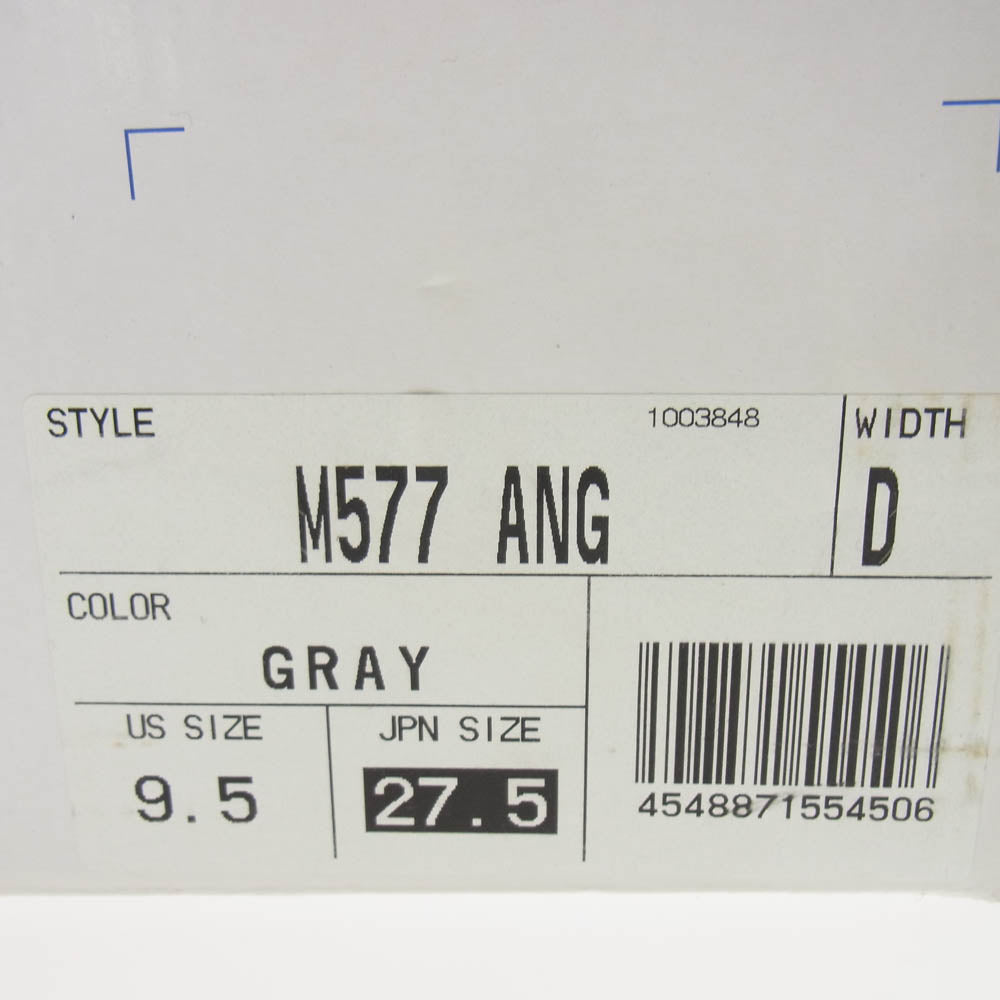 STYLE 1003848 WIDTH
M577 ANG D
COLOR
GRAY
US SIZE JPN SIZE
9.5 27.5
4548871554506